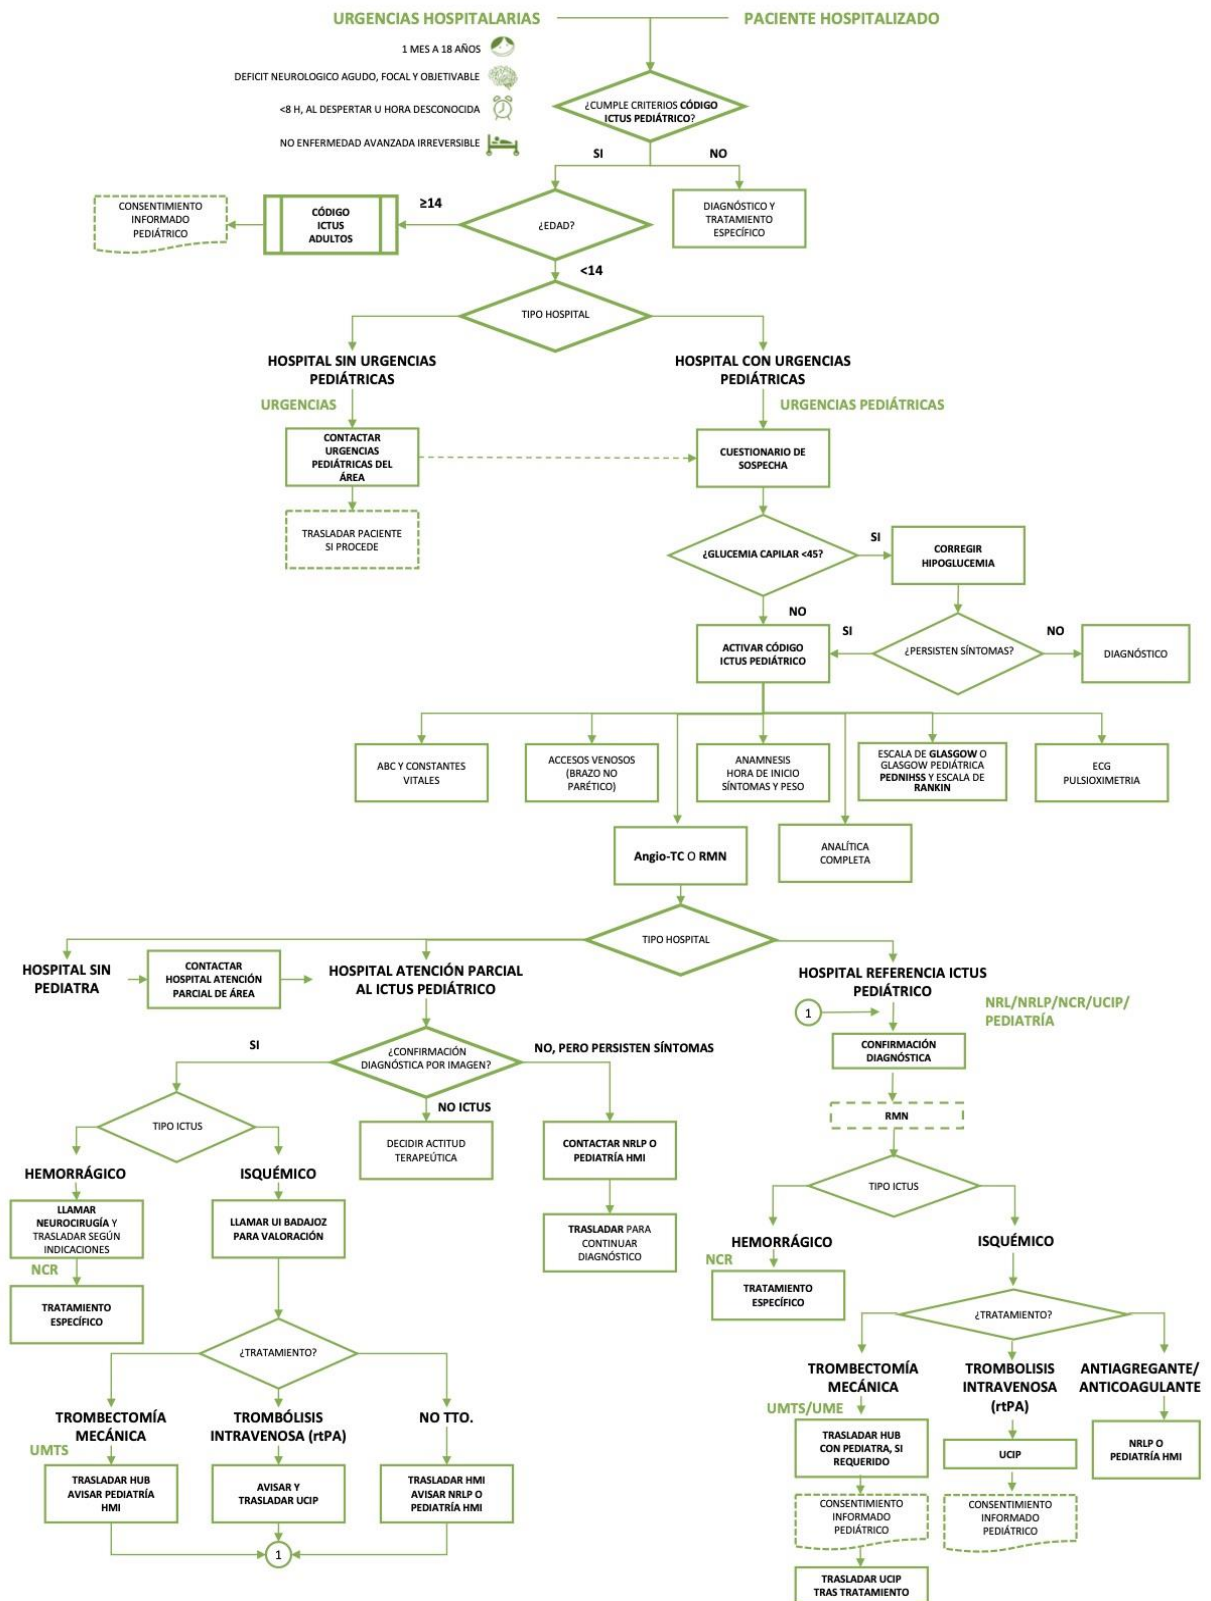 URGENCIAS HOSPITALARIAS
PACIENTE HOSPITALIZADO
1 MES A 18 AÑOS
DEFICIT NEUROLOGICO AGUDO, FOCAL Y OBJETIVABLE
<8 H, AL DESPERTAR U HORA DESCONOCIDA
NO ENFERMEDAD AVANZADA IRREVERSIBLE
¿CUMPLE CRITERIOS CÓDIGO
ICTUS PEDIÁTRICO?
SI
NO
CONSENTIMIENTO
INFORMADO
PEDIÁTRICO
CÓDIGO
ICTUS
ADULTOS
≥14
¿EDAD?
DIAGNÓSTICO Y
TRATAMIENTO
ESPECÍFICO
<14
TIPO HOSPITAL
HOSPITAL SIN URGENCIAS
PEDIÁTRICAS
HOSPITAL CON URGENCIAS
PEDIÁTRICAS
URGENCIAS
URGENCIAS PEDIÁTRICAS
CONTACTAR
URGENCIAS
PEDIÁTRICAS DEL
ÁREA
CUESTIONARIO DE
SOSPECHA
TRASLADAR PACIENTE
SI PROCEDE
¿GLUCEMIA CAPILAR <45?
SI
CORREGIR
HIPOGLUCEMIA
NO
ACTIVAR CÓDIGO
ICTUS PEDIÁTRICO
SI
¿PERSISTEN SÍNTOMAS?
NO
DIAGNÓSTICO
ABC Y CONSTANTES
VITALES
ACCESOS VENOSOS
(BRAZO NO
PARÉTICO)
ANAMNESIS
HORA DE INICIO
SÍNTOMAS Y PESO
ESCALA DE GLASGOW O
GLASGOW PEDIÁTRICA
PEDNIHSS Y ESCALA DE
RANKIN
ECG
PULSIOXIMETRIA
Angio-TC O RMN
ANALÍTICA
COMPLETA
TIPO HOSPITAL
HOSPITAL SIN
PEDIATRA
CONTACTAR
HOSPITAL ATENCIÓN
PARCIAL DE ÁREA
HOSPITAL ATENCIÓN PARCIAL
AL ICTUS PEDIÁTRICO
HOSPITAL REFERENCIA ICTUS
PEDIÁTRICO
1
NRL/NRLP/NCR/UCIP/
PEDIATRÍA
SI
¿CONFIRMACIÓN
DIAGNÓSTICA POR IMAGEN?
NO, PERO PERSISTEN SÍNTOMAS
CONFIRMACIÓN
DIAGNÓSTICA
NO ICTUS
RMN
TIPO ICTUS
DECIDIR ACTITUD
TERAPEÚTICA
CONTACTAR NRLP O
PEDIATRÍA HMI
TIPO ICTUS
HEMORRÁGICO
ISQUÉMICO
LLAMAR
NEUROCIRUGÍA Y
TRASLADAR SEGÚN
INDICACIONES
LLAMAR UI BADAJOZ
PARA VALORACIÓN
TRASLADAR PARA
CONTINUAR
DIAGNÓSTICO
HEMORRÁGICO
ISQUÉMICO
NCR
NCR
TRATAMIENTO
ESPECÍFICO
TRATAMIENTO
ESPECÍFICO
¿TRATAMIENTO?
¿TRATAMIENTO?
TROMBECTOMÍA
MECÁNICA
TROMBOLISIS
INTRAVENOSA
(rtPA)
ANTIAGREGANTE/
ANTICOAGULANTE
TROMBECTOMÍA
MECÁNICA
TROMBÓLISIS
INTRAVENOSA (rtPA)
NO TTO.
UMTS
UMTS/UME
TRASLADAR HUB
CON PEDIATRA, SI
REQUERIDO
UCIP
NRLP O
PEDIATRÍA HMI
TRASLADAR HUB
AVISAR PEDIATRÍA
HMI
AVISAR Y
TRASLADAR UCIP
TRASLADAR HMI
AVISAR NRLP O
PEDIATRÍA HMI
CONSENTIMIENTO
INFORMADO
PEDIÁTRICO
CONSENTIMIENTO
INFORMADO
PEDIÁTRICO
1
TRASLADAR UCIP
TRAS TRATAMIENTO